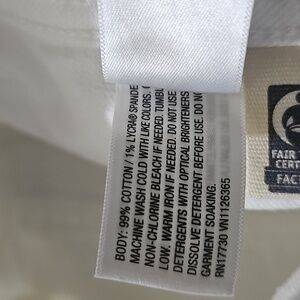 BODY: 99% COTTON / 1% LYCRA® SPANDE
MACHINE WASH COLD WITH LIKE COLORS.
NON-CHLORINE BLEACH IF NEEDED. TUMBL
LOW. WARM IRON IF NEEDED. DO NOT USE
DETERGENTS WITH OPTICAL BRIGHTENERS
DISSOLVE DETERGENT BEFORE USE. DO N
GARMENT SOAKING.
RN17730 VN1126365
FAIR
CERT
FACT